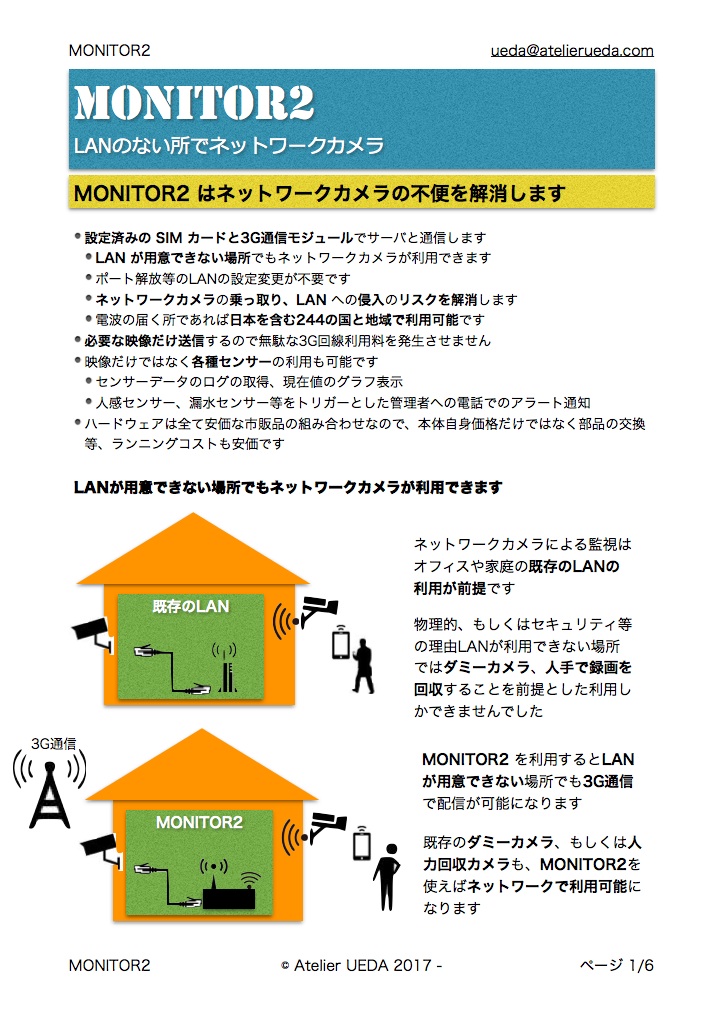 MONITOR2 ueda@atelierueda.com
MONITOR2
LANのない所でネットワークカメラ
MONITOR2 はネットワークカメラの不便を解消します
• 設定済みの SIM カードと3G通信モジュールでサーバと通信します
• LAN が用意できない場所でもネットワークカメラが利用できます
• ポート解放等のLANの設定変更が不要です
• ネットワークカメラの乗っ取り、LAN への侵入のリスクを解消します
• 電波の届く所であれば日本を含む244の国と地域で利用可能です
• 必要な映像だけ送信するので無駄な3G回線利用料を発生させません
• 映像だけではなく各種センサーの利用も可能です
• センサーデータのログの取得、現在値のグラフ表示
• 人感センサー、漏水センサー等をトリガーとした管理者への電話でのアラート通知
• ハードウェアは全て安価な市販品の組み合わせなので、本体自身価格だけではなく部品の交換
等、ランニングコストも安価です
LANが用意できない場所でもネットワークカメラが利用できます
既存のLAN
ネットワークカメラによる監視は
オフィスや家庭の既存のLANの
利用が前提です
物理的、もしくはセキュリティ等
の理由LANが利用できない場所
ではダミーカメラ、人手で録画を
回収することを前提とした利用し
かできませんでした
3G通信
MONITOR2
MONITOR2 を利用するとLAN
が用意できない場所でも3G通信
で配信が可能になります
既存のダミーカメラ、もしくは人
力回収カメラも、MONITOR2を
使えばネットワークで利用可能に
なります
MONITOR2 © Atelier UEDA 2017 - ページ 1/6